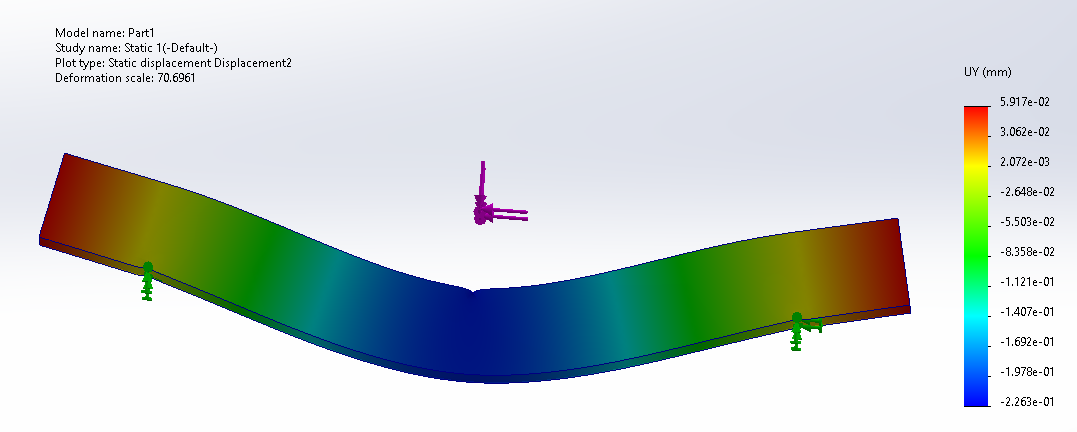 Model name: Part1
Study name: Static 1(-Default-)
Plot type: Static displacement Displacement2
Deformation scale: 70.6961
UY (mm)
5.917e-02
3.062e-02
2.072e-03
-2.648e-02
-5.503e-02
-8.358e-02
-1.121e-01
-1.407e-01
-1.692e-01
-1.978e-01
-2.263e-01